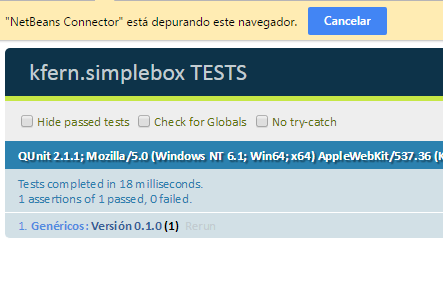 "NetBeans Connector" está depurando este navegador. Cancelar
kfern.simplebox TESTS
Hide passed tests Check for Globals No try-catch
QUnit 2.1.1; Mozilla/5.0 (Windows NT 6.1; Win64; x64) AppleWebKit/537.36 (K
Tests completed in 18 milliseconds.
1 assertions of 1 passed, 0 failed.
1. Genéricos: Versión 0.1.0 (1) Rerun